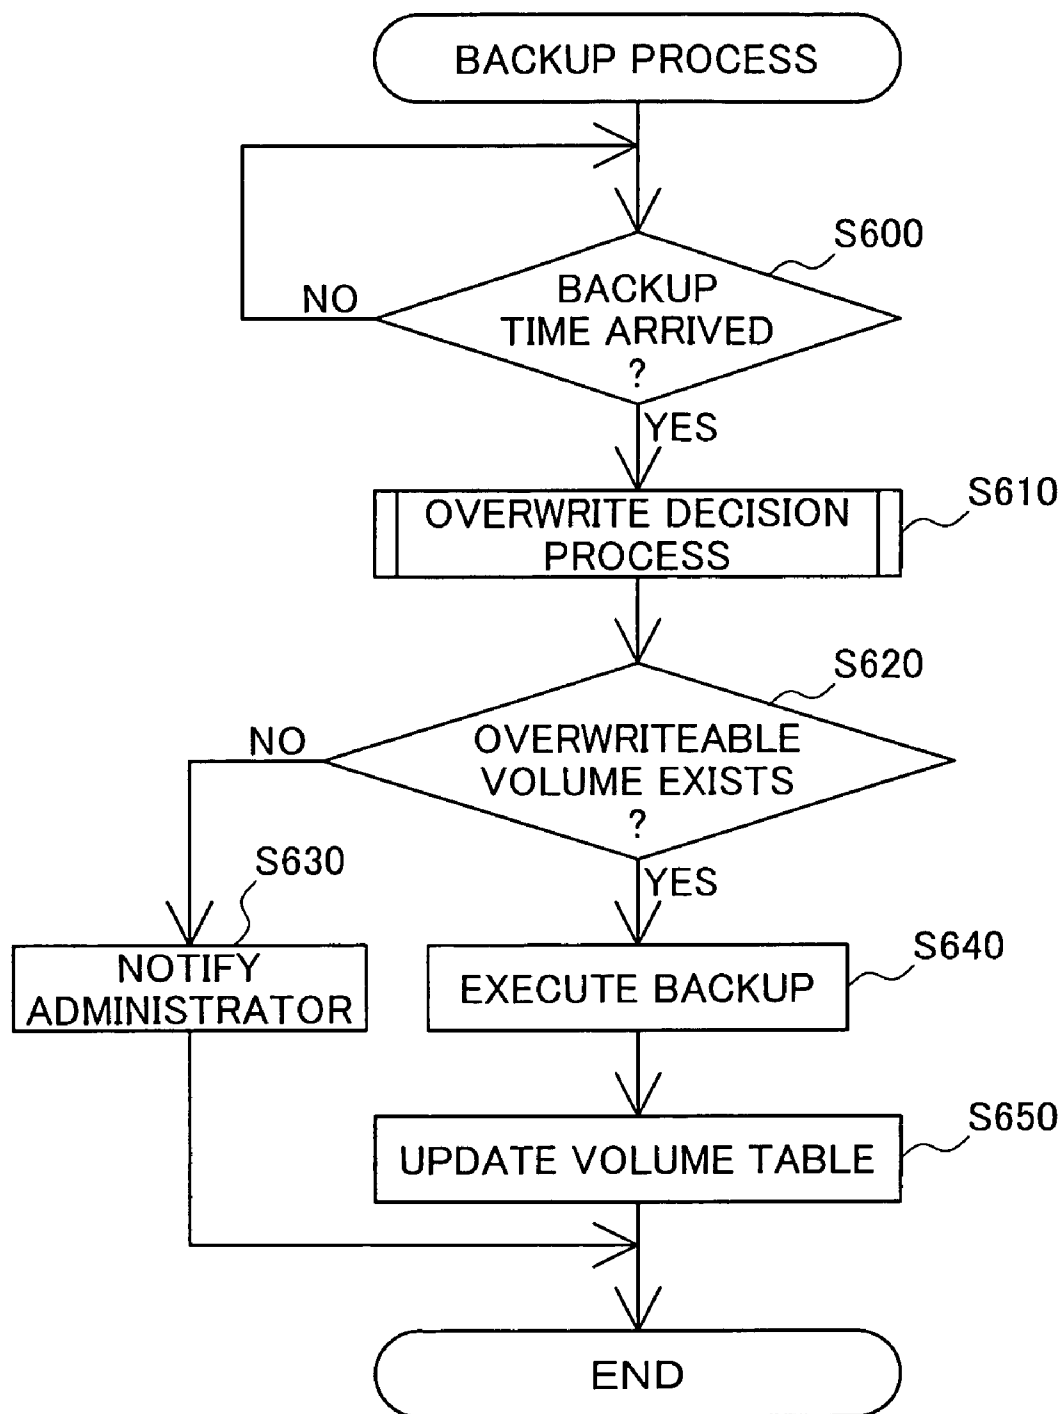 BACKUP PROCESS
S600
BACKUP
TIME ARRIVED
?
NO
YES
S610
OVERWRITE DECISION
PROCESS
S620
OVERWRITEABLE
VOLUME EXISTS
?
NO
YES
S630
NOTIFY
ADMINISTRATOR
S640
EXECUTE BACKUP
S650
UPDATE VOLUME TABLE
END